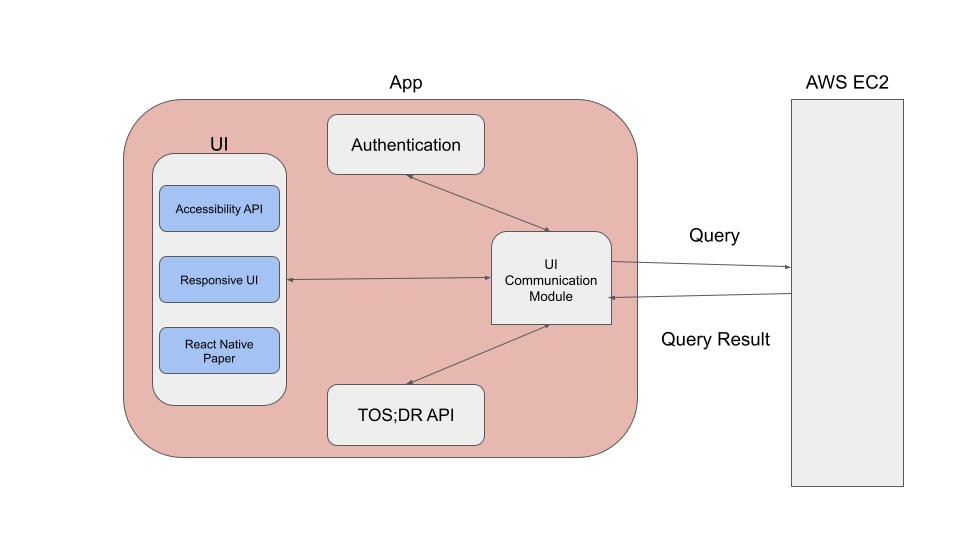 App
AWS EC2
UI
Authentication
Accessibility API
Query
UI
Communication
Module
Responsive UI
Query Result
React Native
Paper
TOS;DR API